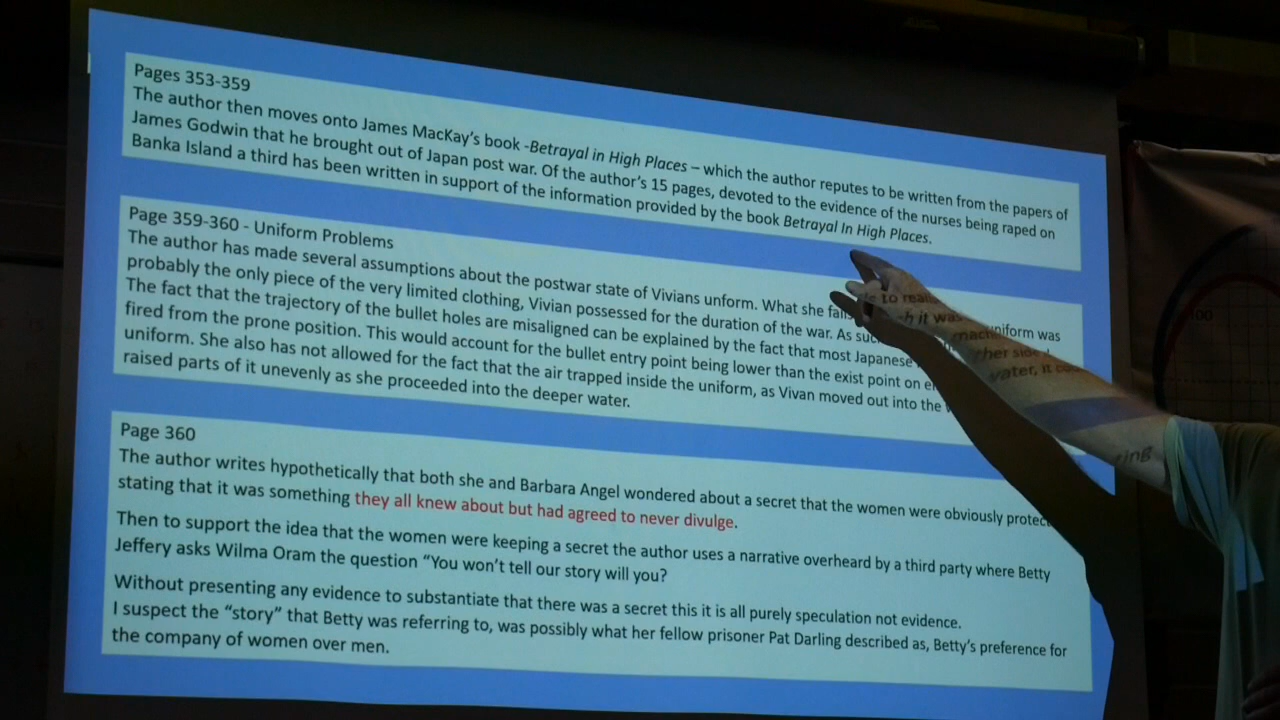 Pages 353-359
The author then moves onto James MacKay's book -Betrayal in High Places – which the author reputes to be written from the papers of
James Godwin that he brought out of Japan post war. Of the author's 15 pages, devoted to the evidence of the nurses being raped on
Banka Island a third has been written in support of the information provided by the book Betrayal In High Places.
Page 359-360 - Uniform Problems
The author has made several assumptions about the postwar state of Vivians unform. What she fails to reali
probably the only piece of the very limited clothing, Vivian possessed for the duration of the war. As such it was niform was
The fact that the trajectory of the bullet holes are misaligned can be explained by the fact that most Japanese mach
fired from the prone position. This would account for the bullet entry point being lower than the exist point on ther side
uniform. She also has not allowed for the fact that the air trapped inside the uniform, as Vivan moved out into the water, it
raised parts of it unevenly as she proceeded into the deeper water.
Page 360
The author writes hypothetically that both she and Barbara Angel wondered about a secret that the women were obviously protec
stating that it was something they all knew about but had agreed to never divulge.
Then to support the idea that the women were keeping a secret the author uses a narrative overheard by a third party where Betty
Jeffery asks Wilma Oram the question “You won't tell our story will you?
Without presenting any evidence to substantiate that there was a secret this it is all purely speculation not evidence.
I suspect the “story” that Betty was referring to, was possibly what her fellow prisoner Pat Darling described as, Betty's preference for
the company of women over men.
100